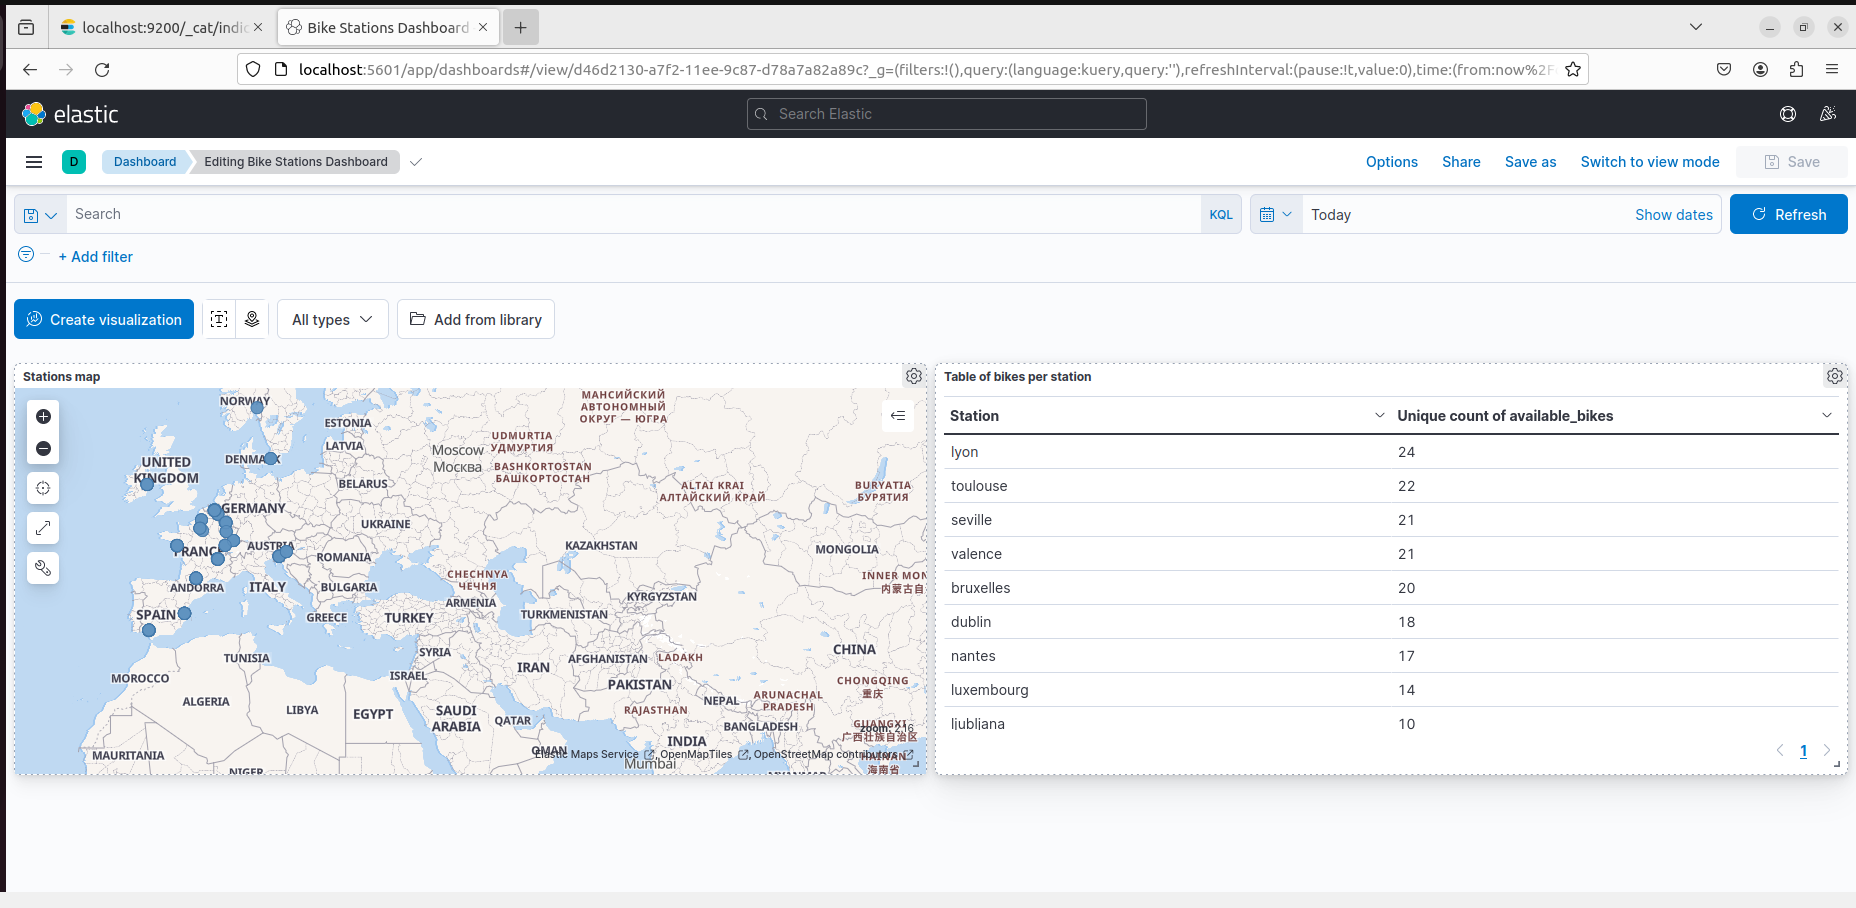 localhost:9200/_cat/indic
Bike Stations Dashboard
localhost:5601/app/dashboards#/view/d46d2130-a7f2-11ee-9c87-d78a7a82a89c?_g=(filters:!(),query:(language:kuery,query:''),refreshInterval:(pause:!t,value:0),time:(from:now%2F
elastic
Search Elastic
D
Dashboard
Editing Bike Stations Dashboard
Options
Share
Save as
Switch to view mode
Save
Search
KQL
Today
Show dates
Refresh
+ Add filter
Create visualization
All types
Add from library
Stations map
NORWAY
ESTONIA
LATVIA
DENMA
UNITED
KINGDOM
BELARUS
GERMANY
UKRAINE
FRANC
AUSTRIA
ROMANIA
ANDORRA
ITALY
BULGARIA
SPAIN
GREECE
TURKEY
ARMENIA
CHECHNYA
ЧЕЧНЯ
Moscow
Москва
UDMURTIA
УДМУРТИЯ
BASHKORTOSTAN
БАШКОРТОСТАН
МАНСИЙСКИЙ
АВТОНОМНЫЙ
ОКРУГ — ЮГРА
ALTAI KRAI
АЛТАЙСКИЙ КРАЙ
BURYATIA
БУРЯТИЯ
KAZAKHSTAN
MONGOLIA
INNER MON
内蒙古自
KYRGYZSTAN
TURKMENISTAN
TUNISIA
SYRIA
MOROCCO
ISRAEL
IRAN
AFGHANISTAN
LADAKH
CHINA
ALGERIA
LIBYA
EGYPT
SAUDI
ARABIA
QATAR
PAKISTAN
RAJASTHAN
NEPAL
ARUNACHAL
PRADESH
CHONGQING
重庆
BANGLADESH
GUANGXI
广西壮族自治区
zoom: 2.16
MAURITANIA
NIGER
OMAN
INDIA
Mumbai
MYANMAR
HAINAN
海南省
Elastic Maps Service , OpenMapTiles , OpenStreetMap contributors
Table of bikes per station
Station Unique count of available_bikes
lyon 24
toulouse 22
seville 21
valence 21
bruxelles 20
dublin 18
nantes 17
luxembourg 14
ljubljana 10
1